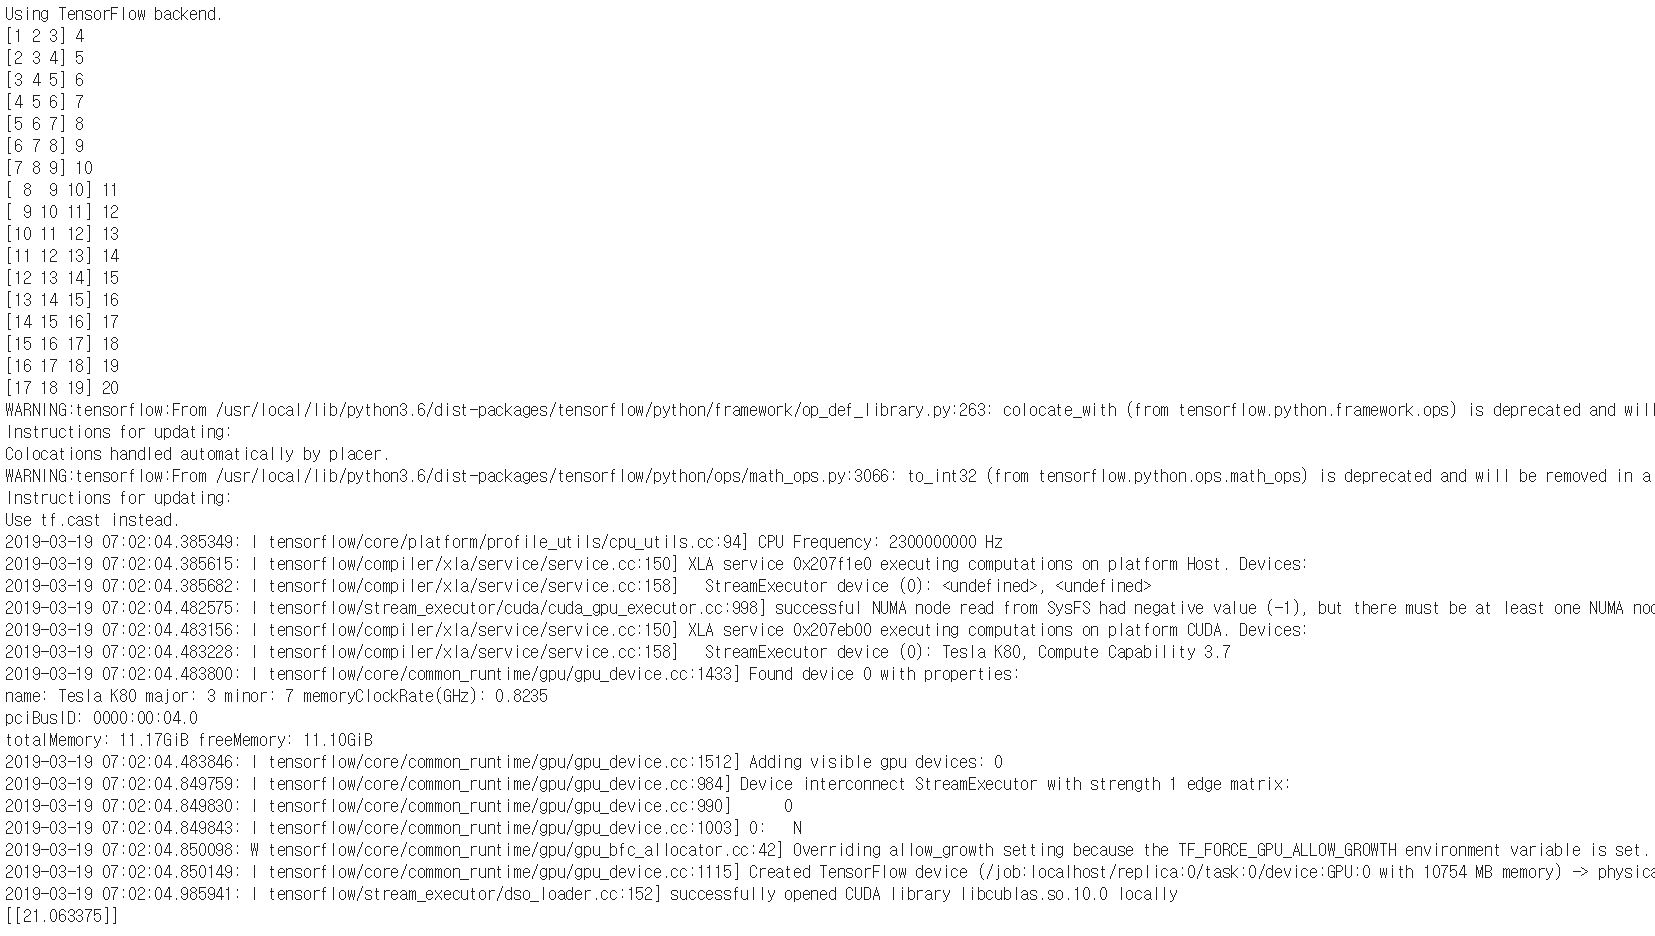 Using TensorFlow backend.
[1 2 3] 4
[2 3 4] 5
[3 4 5] 6
[4 5 6] 7
[5 6 7] 8
[6 7 8] 9
[7 8 9] 10
[ 8  9 10] 11
[ 9 10 11] 12
[10 11 12] 13
[11 12 13] 14
[12 13 14] 15
[13 14 15] 16
[14 15 16] 17
[15 16 17] 18
[16 17 18] 19
[17 18 19] 20
WARNING:tensorflow:From /usr/local/lib/python3.6/dist-packages/tensorflow/python/framework/op_def_library.py:263: colocate_with (from tensorflow.python.framework.ops) is deprecated and will
Instructions for updating:
Colocations handled automatically by placer.
WARNING:tensorflow:From /usr/local/lib/python3.6/dist-packages/tensorflow/python/ops/math_ops.py:3066: to_int32 (from tensorflow.python.ops.math_ops) is deprecated and will be removed in a
Instructions for updating:
Use tf.cast instead.
2019-03-19 07:02:04.385349: I tensorflow/core/platform/profile_utils/cpu_utils.cc:94] CPU Frequency: 2300000000 Hz
2019-03-19 07:02:04.385615: I tensorflow/compiler/xla/service/service.cc:150] XLA service 0x207f1e0 executing computations on platform Host. Devices:
2019-03-19 07:02:04.385682: I tensorflow/compiler/xla/service/service.cc:158]   StreamExecutor device (0): <undefined>, <undefined>
2019-03-19 07:02:04.482575: I tensorflow/stream_executor/cuda/cuda_gpu_executor.cc:998] successful NUMA node read from SysFS had negative value (-1), but there must be at least one NUMA
2019-03-19 07:02:04.483156: I tensorflow/compiler/xla/service/service.cc:150] XLA service 0x207eb00 executing computations on platform CUDA. Devices:
2019-03-19 07:02:04.483228: I tensorflow/compiler/xla/service/service.cc:158]   StreamExecutor device (0): Tesla K80, Compute Capability 3.7
2019-03-19 07:02:04.483800: I tensorflow/core/common_runtime/gpu/gpu_device.cc:1433] Found device 0 with properties:
name: Tesla K80 major: 3 minor: 7 memoryClockRate(GHz): 0.8235
pciBusID: 0000:00:04.0
totalMemory: 11.17GiB freeMemory: 11.10GiB
2019-03-19 07:02:04.483846: I tensorflow/core/common_runtime/gpu/gpu_device.cc:1512] Adding visible gpu devices: 0
2019-03-19 07:02:04.849759: I tensorflow/core/common_runtime/gpu/gpu_device.cc:984] Device interconnect StreamExecutor with strength 1 edge matrix:
2019-03-19 07:02:04.849830: I tensorflow/core/common_runtime/gpu/gpu_device.cc:990]      0
2019-03-19 07:02:04.849843: I tensorflow/core/common_runtime/gpu/gpu_device.cc:1003] 0:   N
2019-03-19 07:02:04.850098: W tensorflow/core/common_runtime/gpu/gpu_bfc_allocator.cc:42] Overriding allow_growth setting because the TF_FORCE_GPU_ALLOW_GROWTH environment variable is set.
2019-03-19 07:02:04.850149: I tensorflow/core/common_runtime/gpu/gpu_device.cc:1115] Created TensorFlow device (/job:localhost/replica:0/task:0/device:GPU:0 with 10754 MB memory) ->
2019-03-19 07:02:04.985941: I tensorflow/stream_executor/dso_loader.cc:152] successfully opened CUDA library libcublas.so.10.0 locally
[[21.063375]]